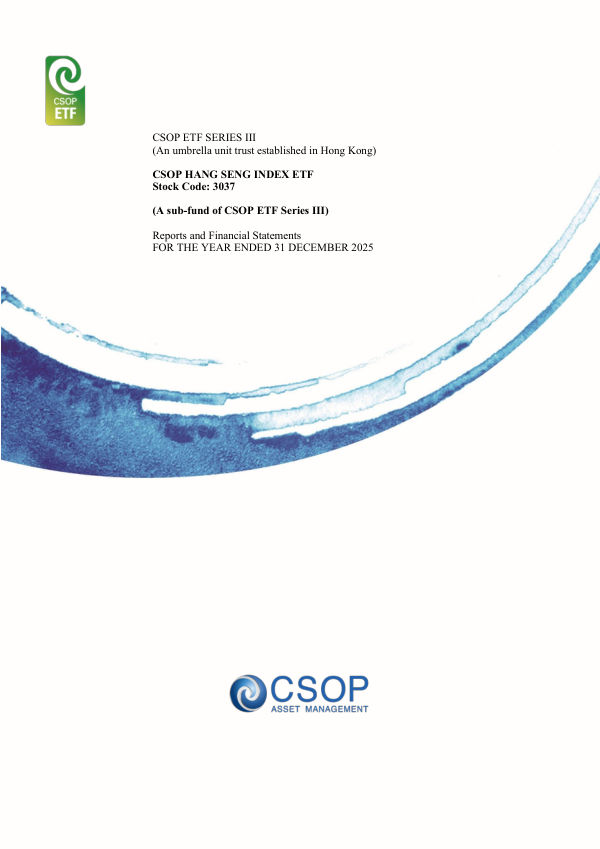 CSOP
ETF
CSOP ETF SERIES III
(An umbrella unit trust established in Hong Kong)
CSOP HANG SENG INDEX ETF
Stock Code: 3037
(A sub-fund of CSOP ETF Series III)
Reports and Financial Statements
FOR THE YEAR ENDED 31 DECEMBER 2025
CSOP
ASSET MANAGEMENT